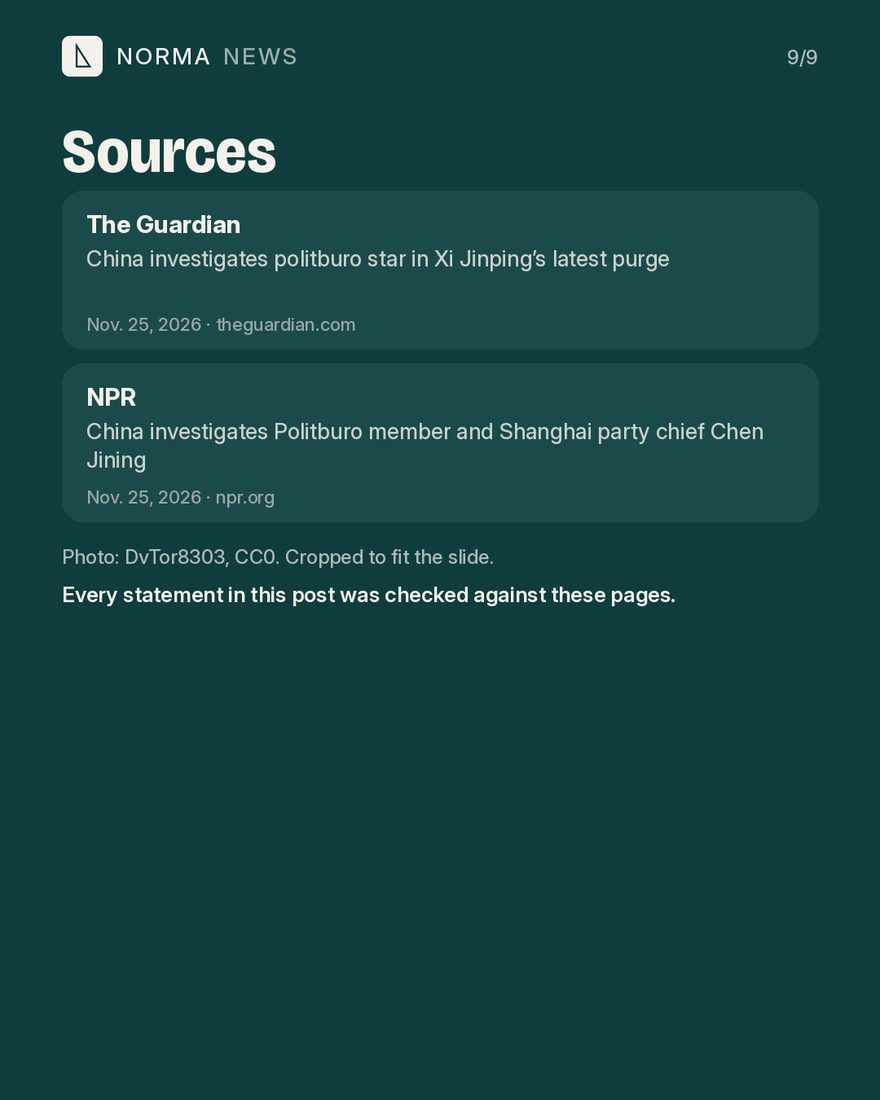 NORMA NEWS
9/9
Sources
The Guardian
China investigates politburo star in Xi Jinping’s latest purge
Nov. 25, 2026 · theguardian.com
NPR
China investigates Politburo member and Shanghai party chief Chen
Jining
Nov. 25, 2026 · npr.org
Photo: DvTor8303, CC0. Cropped to fit the slide.
Every statement in this post was checked against these pages.